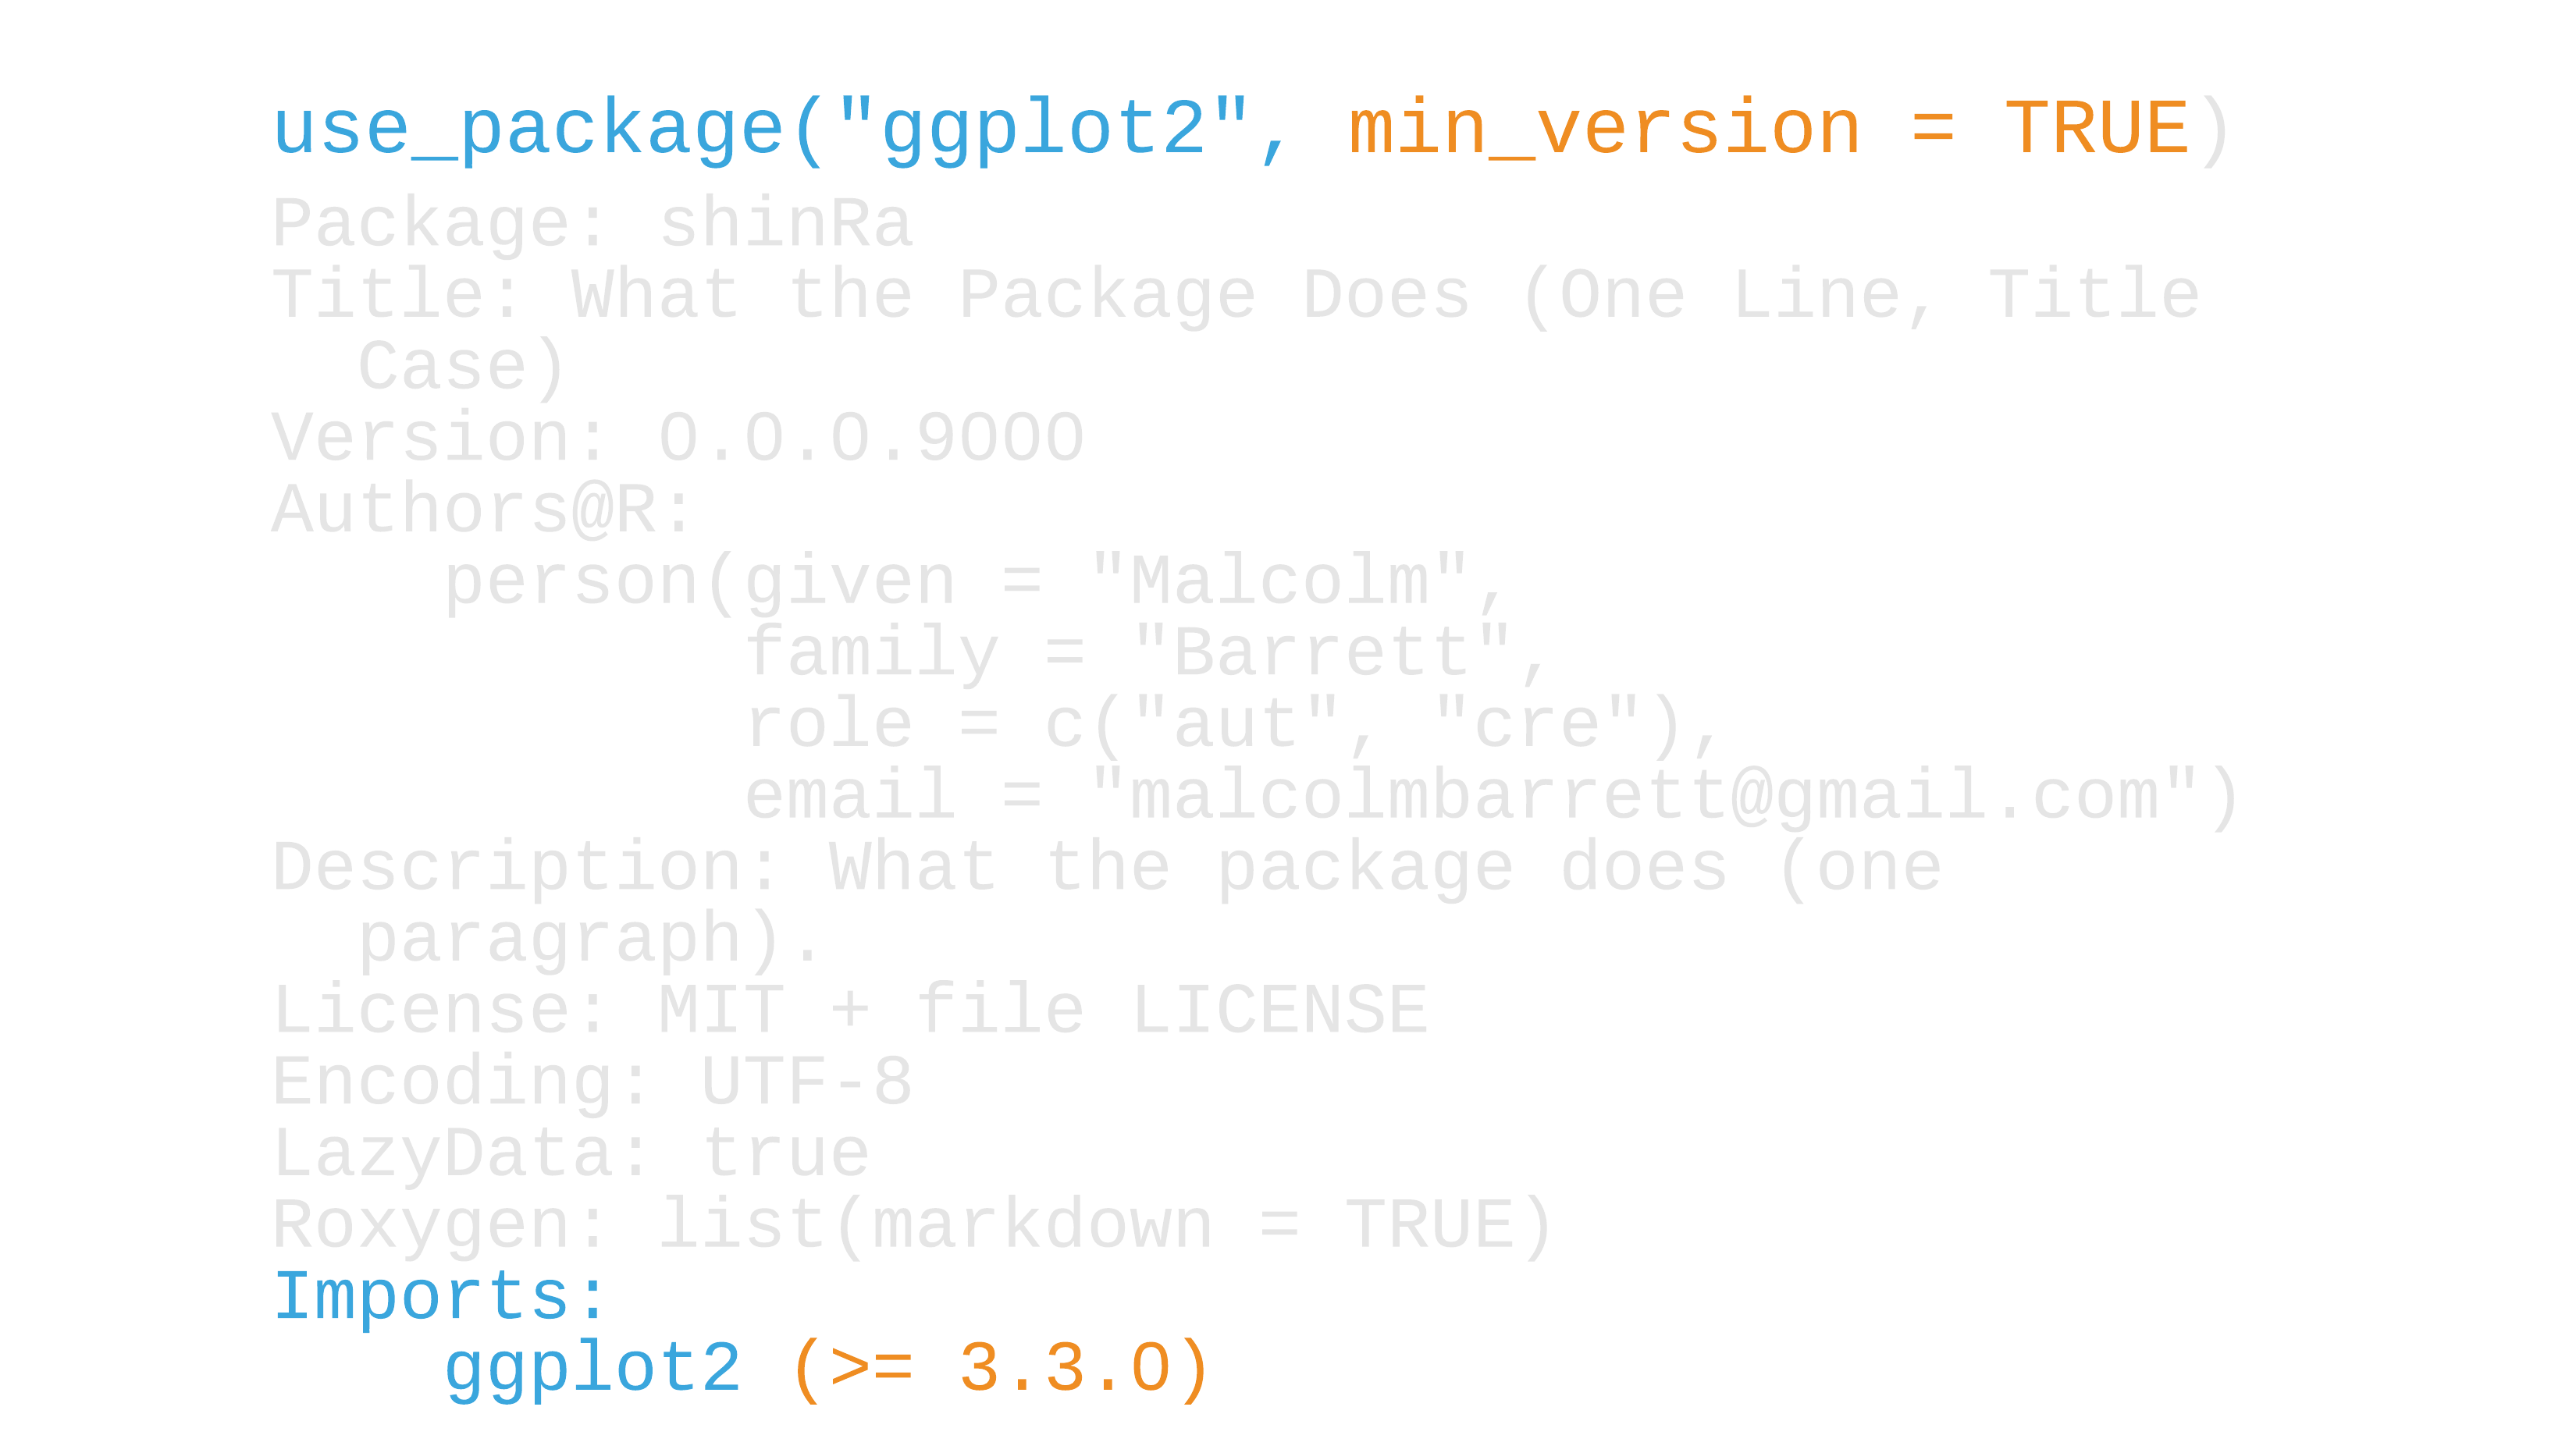 use_package("ggplot2", min_version = TRUE)
Package: shinRa
Title: What the Package Does (One Line, Title
  Case)
Version: 0.0.0.9000
Authors@R:
    person(given = "Malcolm",
           family = "Barrett",
           role = c("aut", "cre"),
           email = "malcolmbarrett@gmail.com")
Description: What the package does (one
  paragraph).
License: MIT + file LICENSE
Encoding: UTF-8
LazyData: true
Roxygen: list(markdown = TRUE)
Imports:
    ggplot2 (>= 3.3.0)